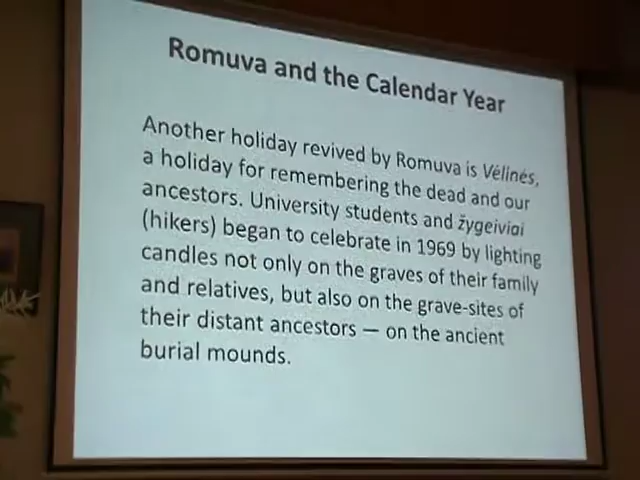 Romuva and the Calendar Year
Another holiday revived by Romuva is Vėlinės,
a holiday for remembering the dead and our
ancestors. University students and žygeiviai
(hikers) began to celebrate in 1969 by lighting
candles not only on the graves of their family
and relatives, but also on the grave-sites of
their distant ancestors — on the ancient
burial mounds.